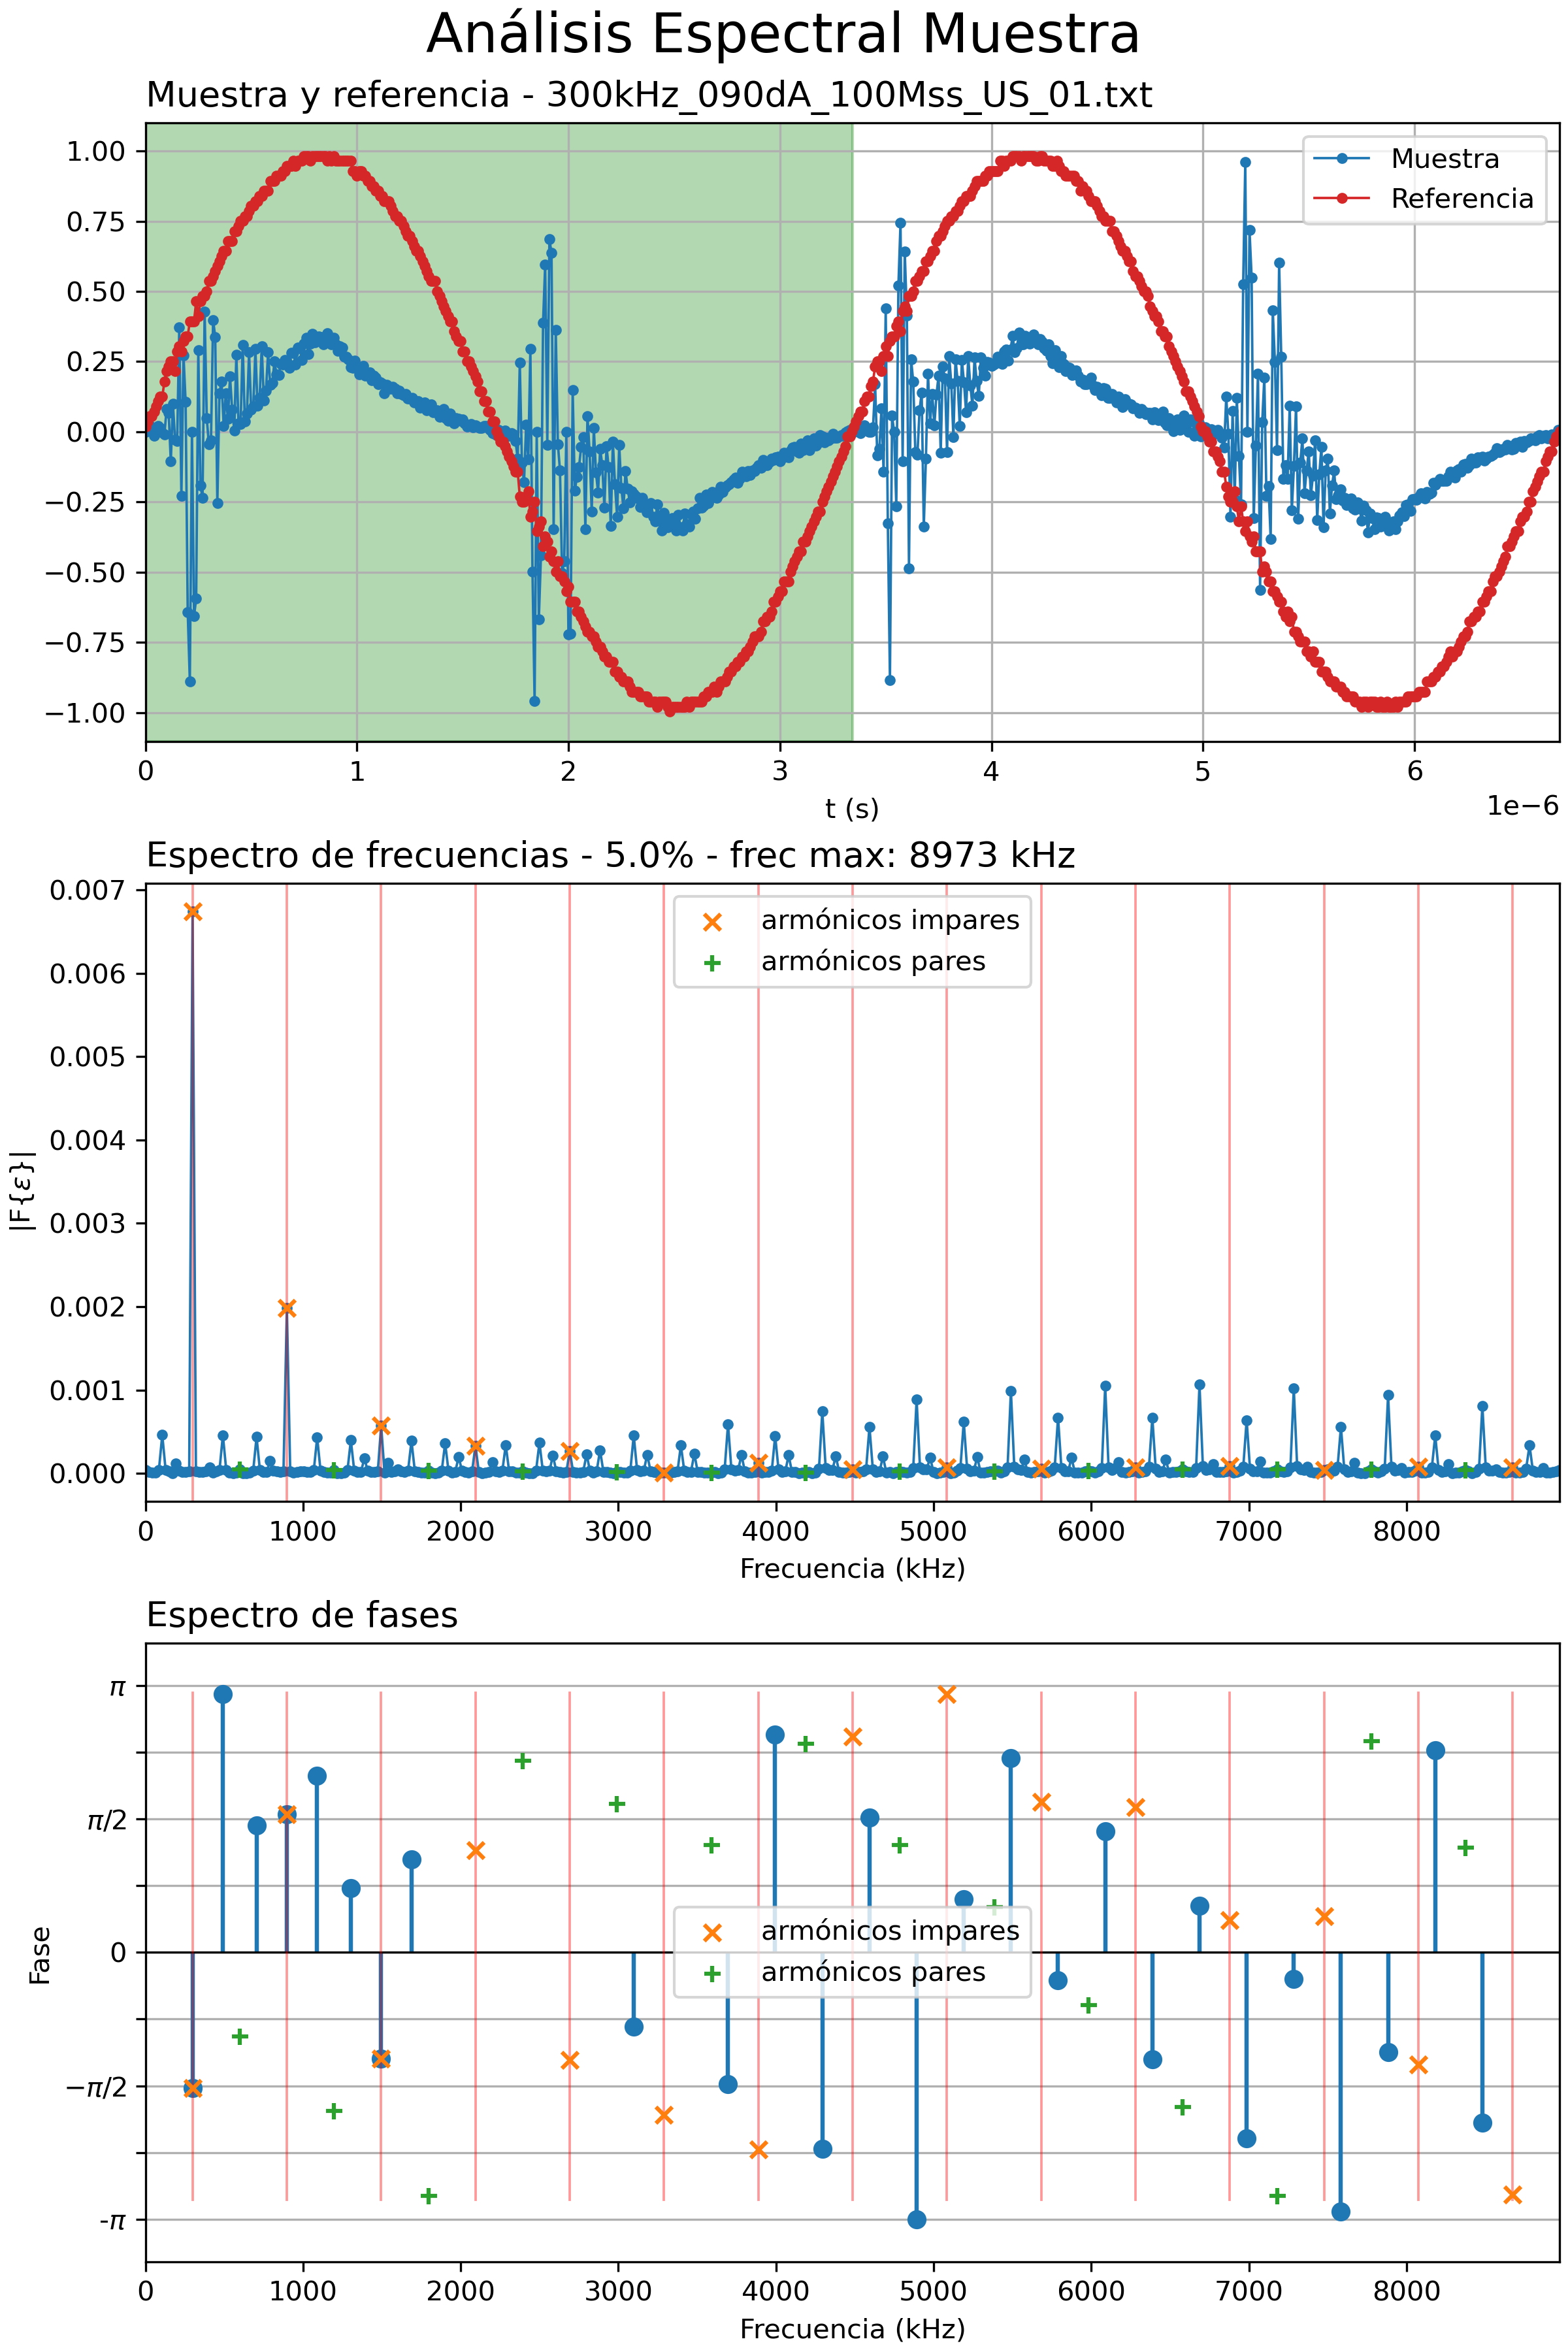 Análisis Espectral Muestra
Muestra y referencia - 300kHz_090dA_100Mss_US_01.txt
1.00
0.75
0.50
0.25
0.00
−0.25
−0.50
−0.75
−1.00
Muestra
Referencia
0 1 2 3 4 5 6
t (s)
1e−6
Espectro de frecuencias - 5.0% - frec max: 8973 kHz
0.007
0.006
0.005
0.004
0.003
0.002
0.001
0.000
|F{ε}|
armónicos impares
armónicos pares
0 1000 2000 3000 4000 5000 6000 7000 8000
Frecuencia (kHz)
Espectro de fases
π
π/2
0
−π/2
-π
Fase
armónicos impares
armónicos pares
0 1000 2000 3000 4000 5000 6000 7000 8000
Frecuencia (kHz)